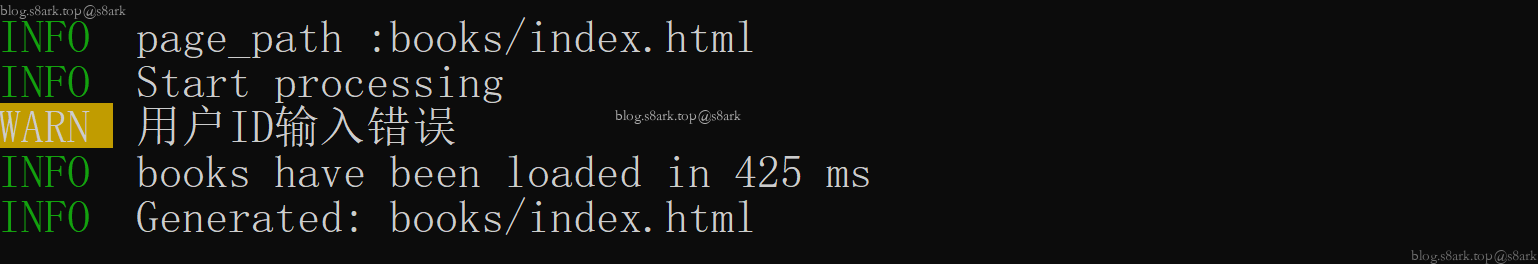 blog.s8ark.top@s8ark
INFO  page_path :books/index.html
INFO  Start processing
WARN  用户ID输入错误
blog.s8ark.top@s8ark
INFO  books have been loaded in 425 ms
INFO  Generated: books/index.html
blog.s8ark.top@s8ark